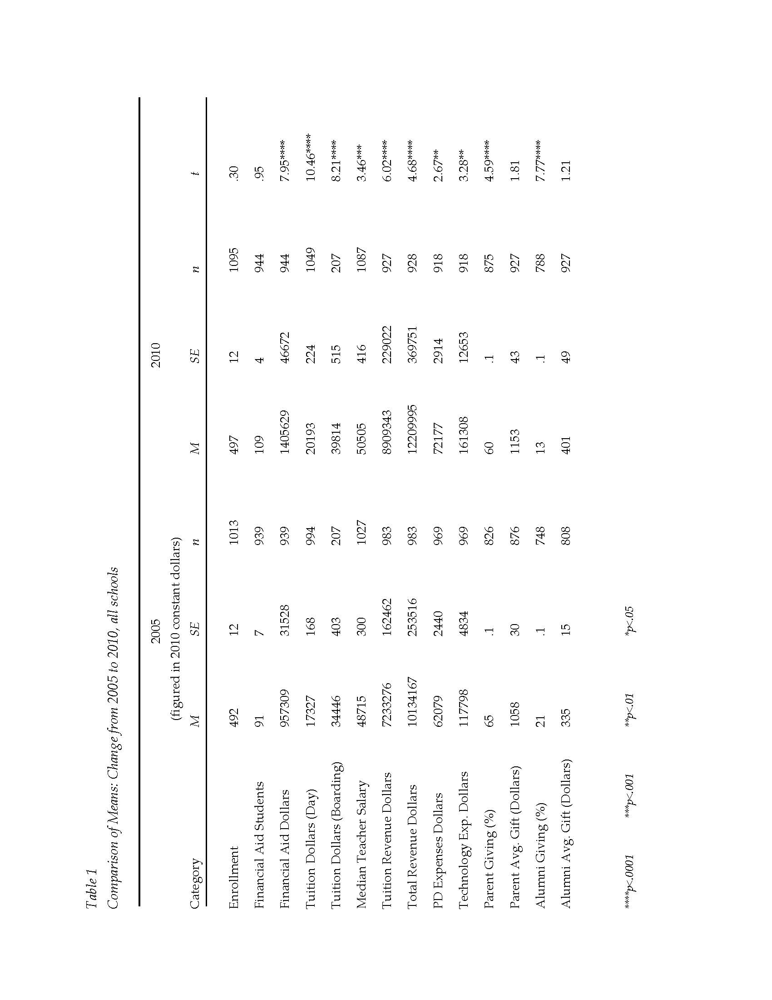 Table 1
Comparison of Means: Change from 2005 to 2010, all schools
2005 2010
(figured in 2010 constant dollars)
Category M SE n M SE n t
Enrollment 492 12 1013 497 12 1095 .30
Financial Aid Students 91 7 939 109 4 944 .95
Financial Aid Dollars 957309 31528 939 1405629 46672 944 7.95****
Tuition Dollars (Day) 17327 168 994 20193 224 1049 10.46****
Tuition Dollars (Boarding) 34446 403 207 39814 515 207 8.21****
Median Teacher Salary 48715 300 1027 50505 416 1087 3.46***
Tuition Revenue Dollars 7233276 162462 983 8909343 229022 927 6.02****
Total Revenue Dollars 10134167 253516 983 12209995 369751 928 4.68****
PD Expenses Dollars 62079 2440 969 72177 2914 918 2.67**
Technology Exp. Dollars 117798 4834 969 161308 12653 918 3.28**
Parent Giving (%) 65 .1 826 60 .1 875 4.59****
Parent Avg. Gift (Dollars) 1058 30 876 1153 43 927 1.81
Alumni Giving (%) 21 .1 748 13 .1 788 7.77****
Alumni Avg. Gift (Dollars) 335 15 808 401 49 927 1.21
****p<.0001 ***p<.001 **p<.01 *p<.05